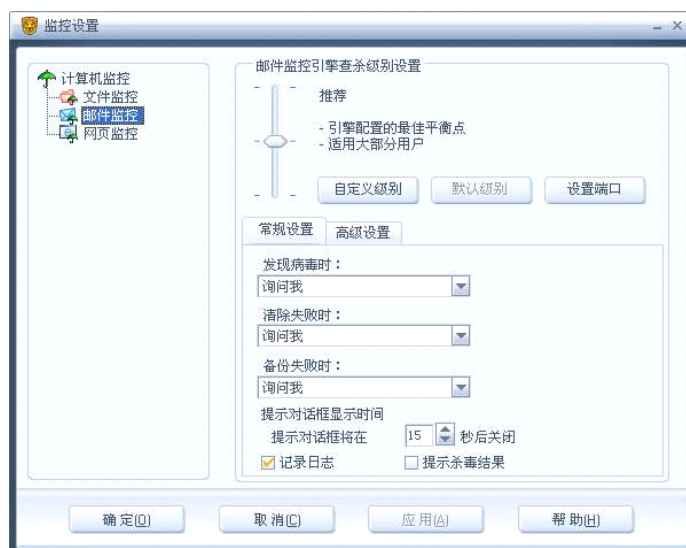 监控设置
计算机监控
文件监控
邮件监控
网页监控
邮件监控引擎查杀级别设置
推荐
- 引擎配置的最佳平衡点
- 适用大部分用户
自定义级别 默认级别 设置端口
常规设置 高级设置
发现病毒时：
询问我
清除失败时：
询问我
备份失败时：
询问我
提示对话框显示时间
提示对话框将在 15 秒后关闭
记录日志 提示杀毒结果
确定(O) 取消(C) 应用(A) 帮助(H)